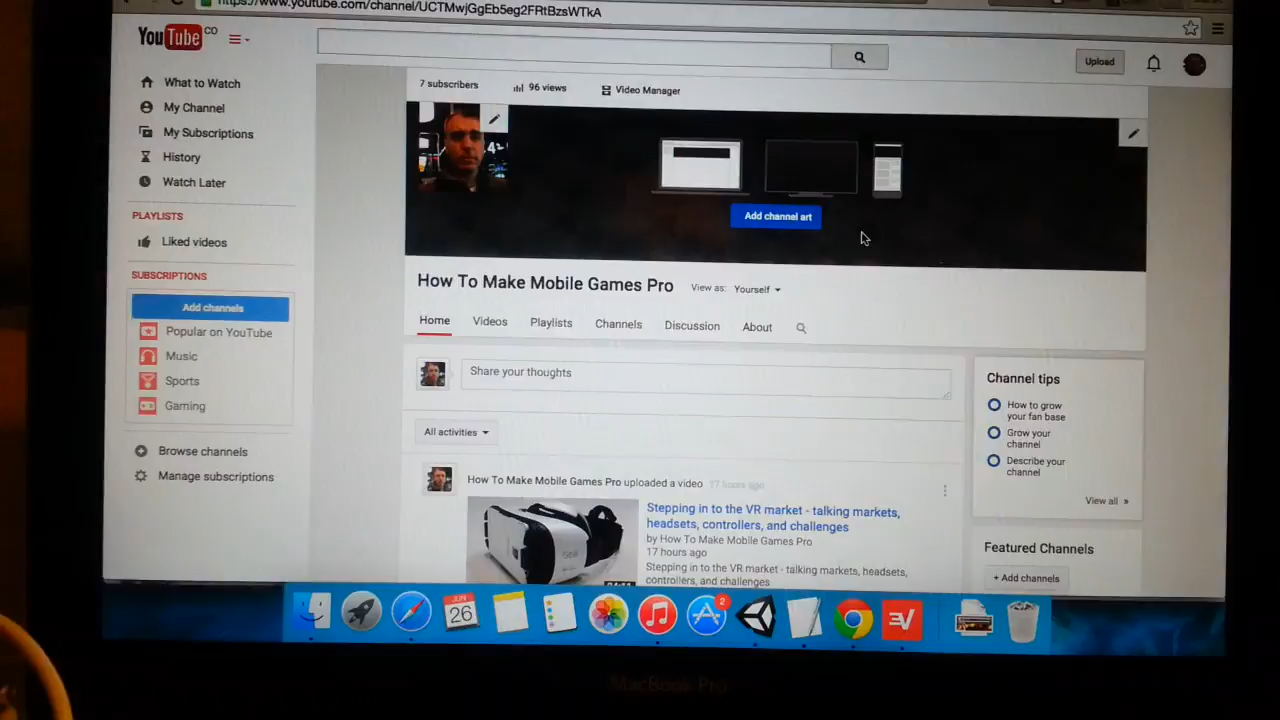 https://www.youtube.com/channel/UCTMwjGgEb5eg2FRtBzsWTkA
YouTube CO
Upload
What to Watch
My Channel
My Subscriptions
History
Watch Later
PLAYLISTS
Liked videos
SUBSCRIPTIONS
Add channels
Popular on YouTube
Music
Sports
Gaming
Browse channels
Manage subscriptions
7 subscribers
96 views
Video Manager
Add channel art
How To Make Mobile Games Pro
View as: Yourself
Home
Videos
Playlists
Channels
Discussion
About
Share your thoughts
All activities
How To Make Mobile Games Pro uploaded a video 17 hours ago
Stepping in to the VR market - talking markets,
headsets, controllers, and challenges
by How To Make Mobile Games Pro
17 hours ago
Stepping in to the VR market - talking markets, headsets,
controllers, and challenges
Channel tips
How to grow
your fan base
Grow your
channel
Describe your
channel
View all »
Featured Channels
+ Add channels
JUN
26
2
MacBook Pro